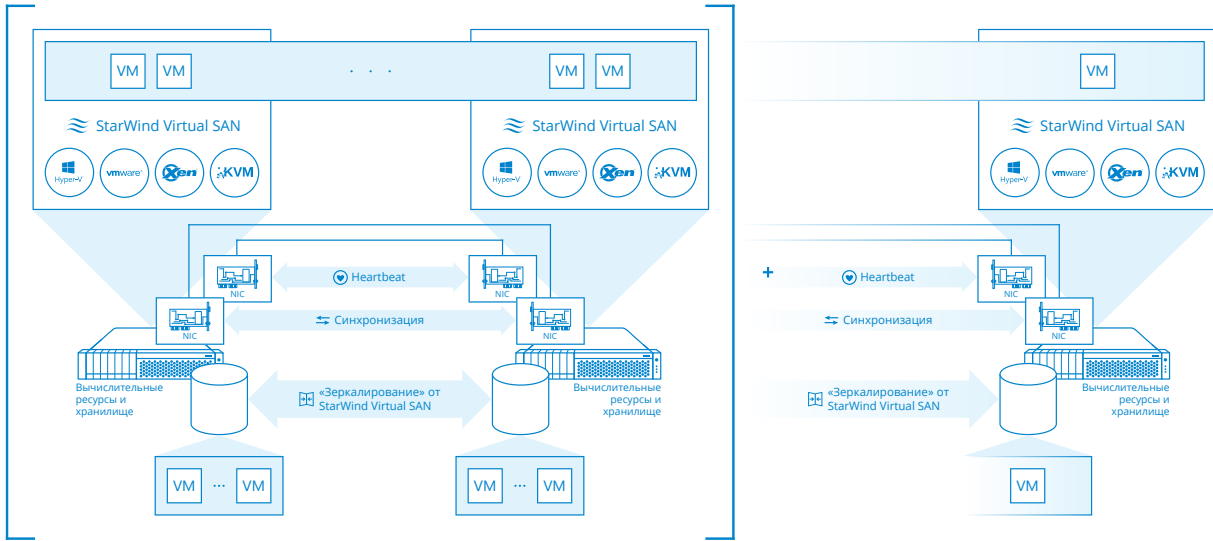 VM VM . . . VM VM VM
StarWind Virtual SAN StarWind Virtual SAN StarWind Virtual SAN
Hyper-V vmware Xen KVM Hyper-V vmware Xen KVM Hyper-V vmware Xen KVM
NIC Heartbeat NIC + Heartbeat NIC
NIC Синхронизация NIC Синхронизация NIC
Вычислительные
ресурсы и
хранилище
«Зеркалирование» от
StarWind Virtual SAN
Вычислительные
ресурсы и
хранилище
«Зеркалирование» от
StarWind Virtual SAN
Вычислительные
ресурсы и
хранилище
VM ... VM VM ... VM VM